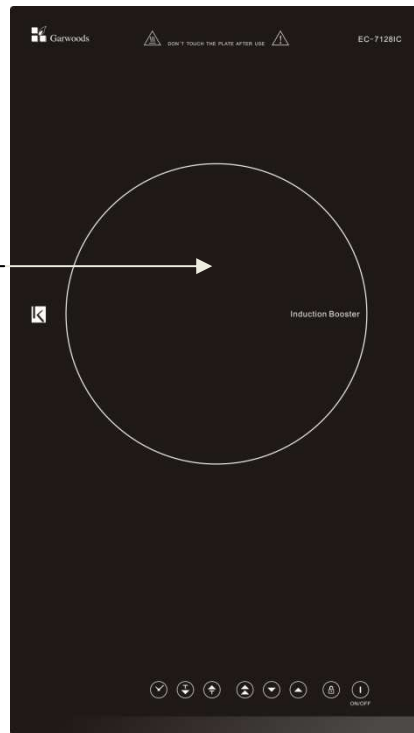 Garwoods
DON'T TOUCH THE PLATE AFTER USE
EC-7128IC
K
Induction Booster
ON/OFF